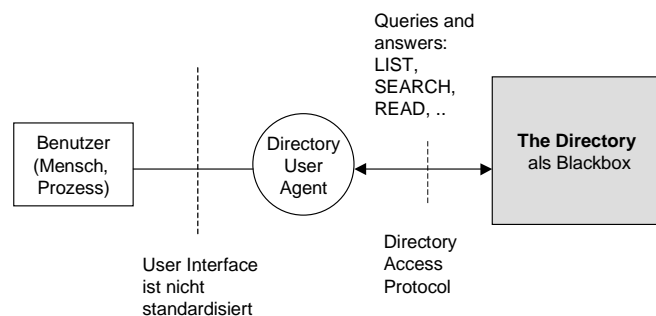 Queries and
answers:
LIST,
SEARCH,
READ, ..
Benutzer
(Mensch,
Prozess)
Directory
User
Agent
The Directory
als Blackbox
User Interface
ist nicht
standardisiert
Directory
Access
Protocol